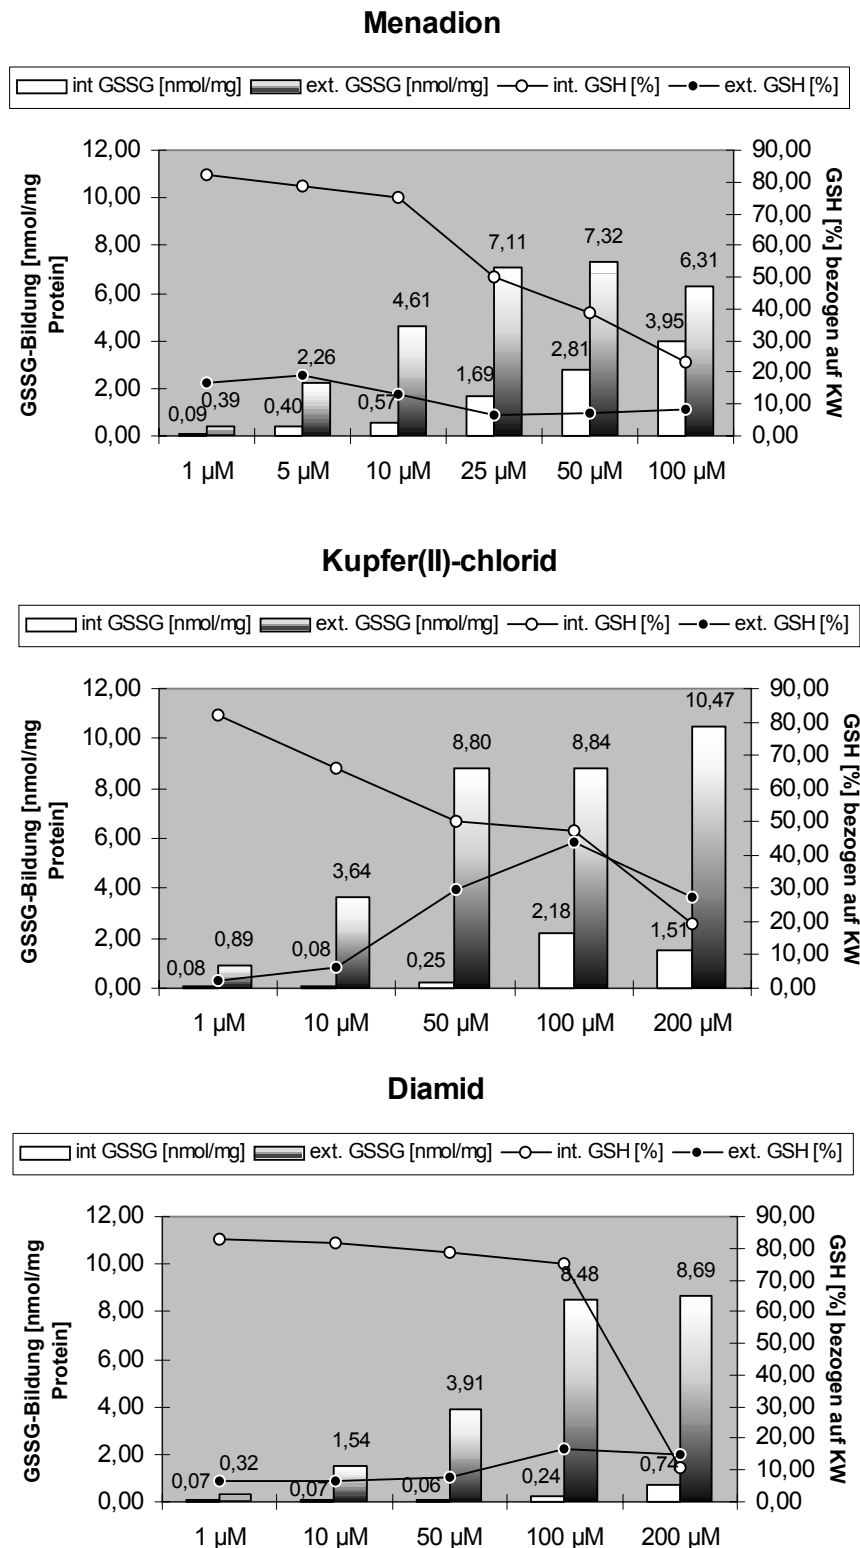 Menadion
int GSSG [nmol/mg] ext. GSSG [nmol/mg] int. GSH [%] ext. GSH [%]
GSSG-Bildung [nmol/mg
Protein]
12,00
10,00
8,00
6,00
4,00
2,00
0,00
0,09 0,39 0,40 2,26 0,57 4,61 1,69 7,11 2,81 7,32 3,95 6,31
90,00
80,00
70,00
60,00
50,00
40,00
30,00
20,00
10,00
0,00
GSH [%] bezogen auf KW
1 µM 5 µM 10 µM 25 µM 50 µM 100 µM
Kupfer(II)-chlorid
int GSSG [nmol/mg] ext. GSSG [nmol/mg] int. GSH [%] ext. GSH [%]
GSSG-Bildung [nmol/mg
Protein]
12,00
10,00
8,00
6,00
4,00
2,00
0,00
0,08 0,89 0,08 3,64 0,25 8,80 2,18 8,84 1,51 10,47
90,00
80,00
70,00
60,00
50,00
40,00
30,00
20,00
10,00
0,00
GSH [%] bezogen auf KW
1 µM 10 µM 50 µM 100 µM 200 µM
Diamid
int GSSG [nmol/mg] ext. GSSG [nmol/mg] int. GSH [%] ext. GSH [%]
GSSG-Bildung [nmol/mg
Protein]
12,00
10,00
8,00
6,00
4,00
2,00
0,00
0,07 0,32 0,07 1,54 0,06 3,91 0,24 8,48 0,74 8,69
90,00
80,00
70,00
60,00
50,00
40,00
30,00
20,00
10,00
0,00
GSH [%] bezogen auf KW
1 µM 10 µM 50 µM 100 µM 200 µM